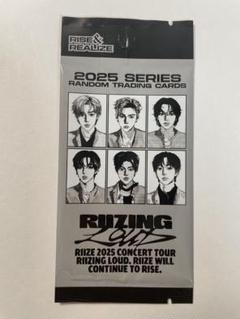 RISE&
REALIZE
2025 SERIES
RANDOM TRADING CARDS
RIIZING
LOUD
RIIZE 2025 CONCERT TOUR
RIIZING LOUD. RIIZE WILL
CONTINUE TO RISE.